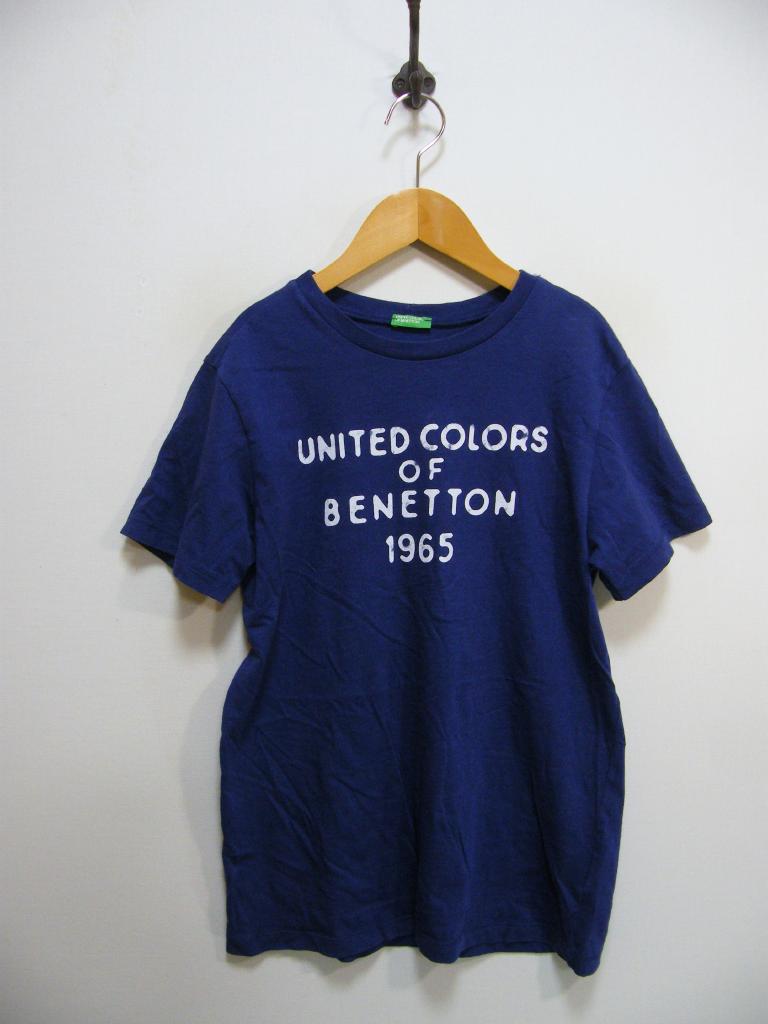 UNITED COLORS
OF
BENETTON
1965